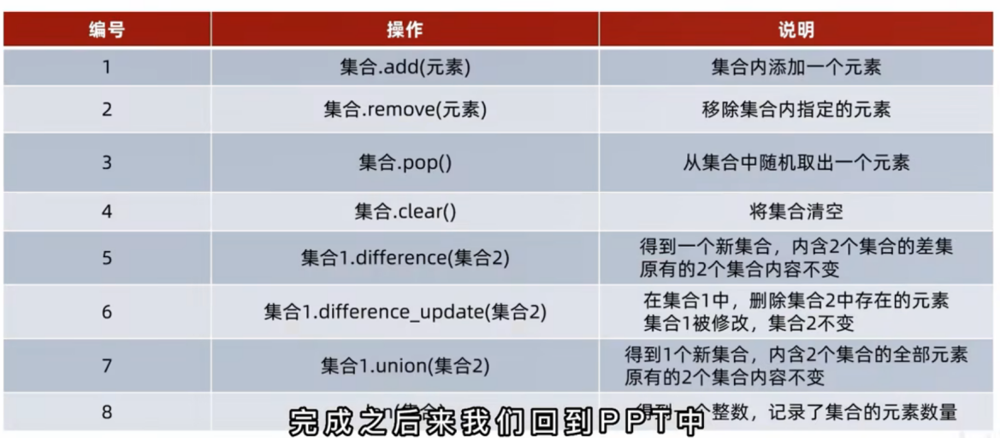 编号 操作 说明
1 集合.add(元素) 集合内添加一个元素
2 集合.remove(元素) 移除集合内指定的元素
3 集合.pop() 从集合中随机取出一个元素
4 集合.clear() 将集合清空
5 集合1.difference(集合2) 得到一个新集合，内含2个集合的差集
原有的2个集合内容不变
6 集合1.difference_update(集合2) 在集合1中，删除集合2中存在的元素
集合1被修改，集合2不变
7 集合1.union(集合2) 得到1个新集合，内含2个集合的全部元素
原有的2个集合内容不变
8 整数，记录了集合的元素数量
完成之后来我们回到PPT中